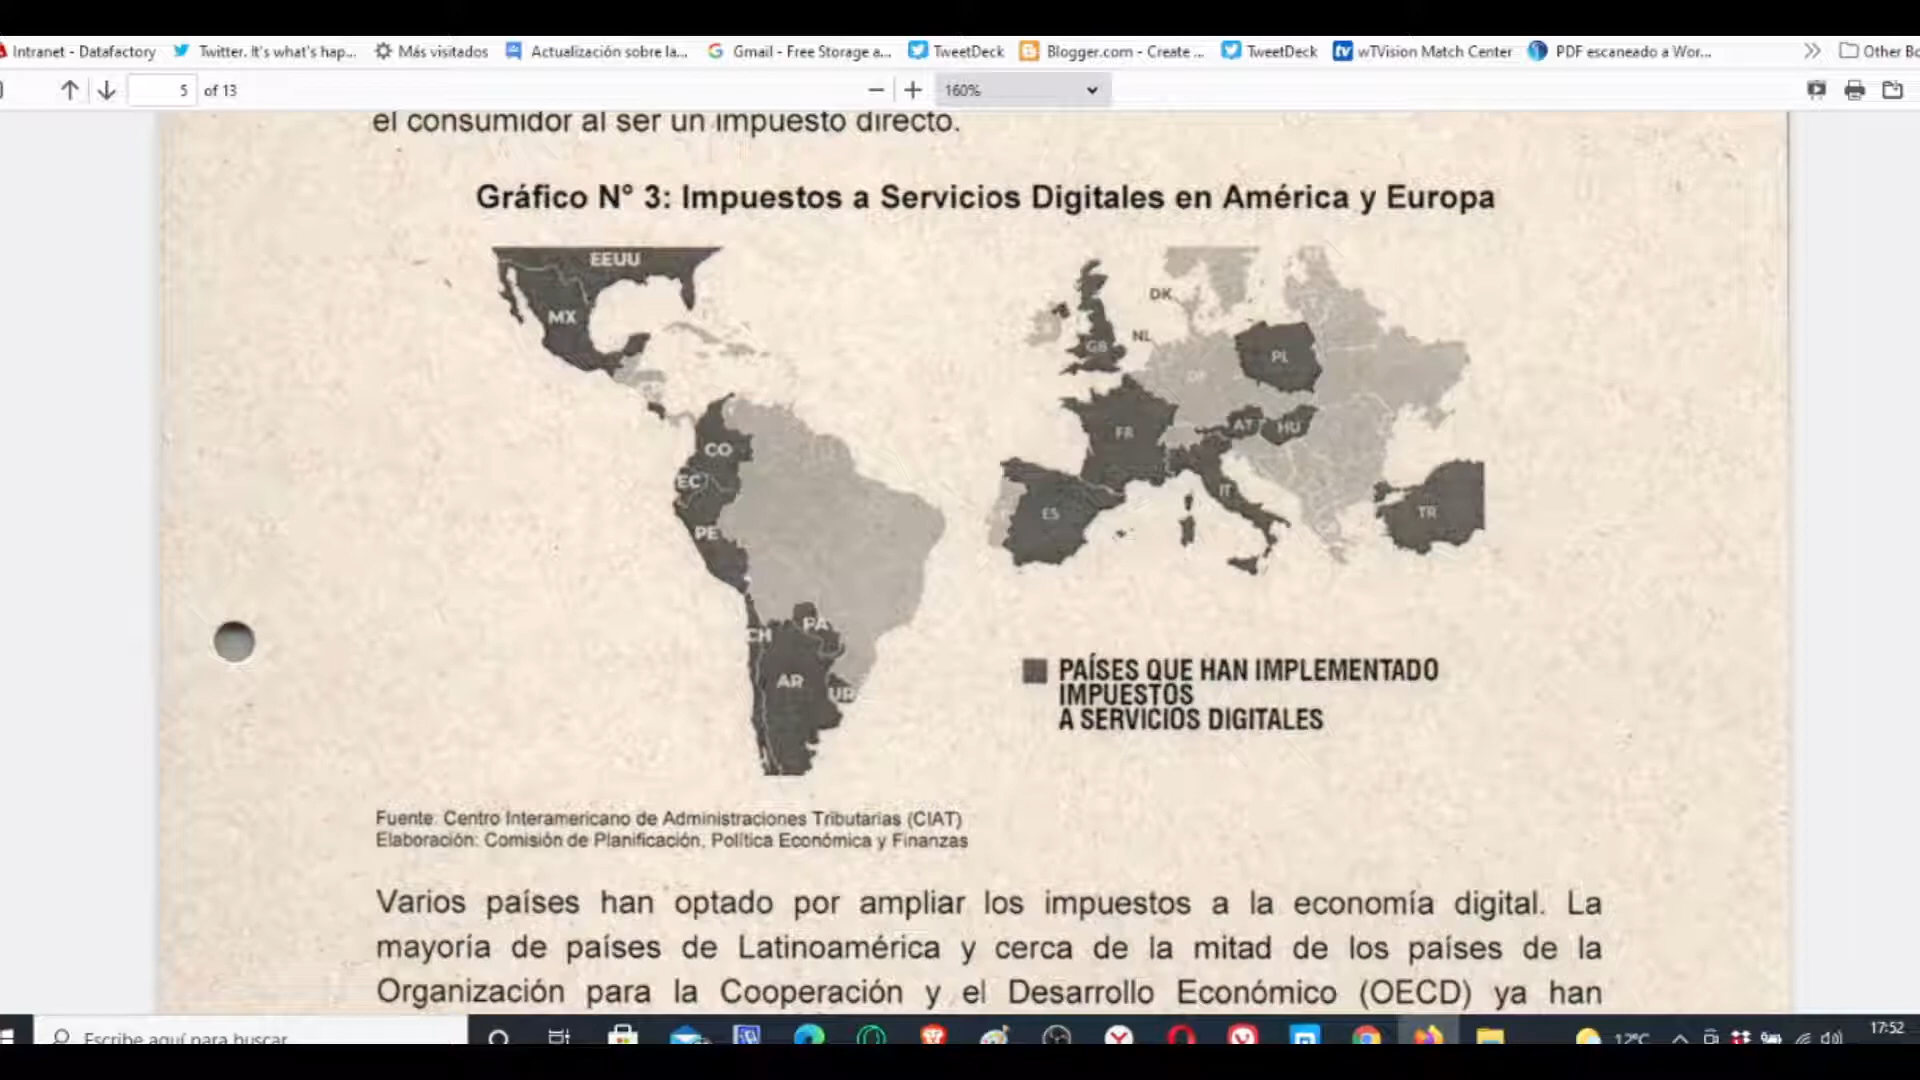 Intranet - Datafactory
Twitter. It's what's hap...
Más visitados
Actualización sobre la...
Gmail - Free Storage a...
TweetDeck
Blogger.com - Create ...
TweetDeck
wTVision Match Center
PDF escaneado a Wor...
Other Bo
5 of 13
160%
el consumidor al ser un impuesto directo.
Gráfico N° 3: Impuestos a Servicios Digitales en América y Europa
EEUU
MX
CO
EC
PE
CH
PA
AR
UR
DK
NL
GB
PL
FR
AT
HU
ES
IT
TR
PAÍSES QUE HAN IMPLEMENTADO
IMPUESTOS
A SERVICIOS DIGITALES
Fuente: Centro Interamericano de Administraciones Tributarias (CIAT)
Elaboración: Comisión de Planificación, Política Económica y Finanzas
Varios países han optado por ampliar los impuestos a la economía digital. La
mayoría de países de Latinoamérica y cerca de la mitad de los países de la
Organización para la Cooperación y el Desarrollo Económico (OECD) ya han
Escribe aquí para buscar
12°C
17:52